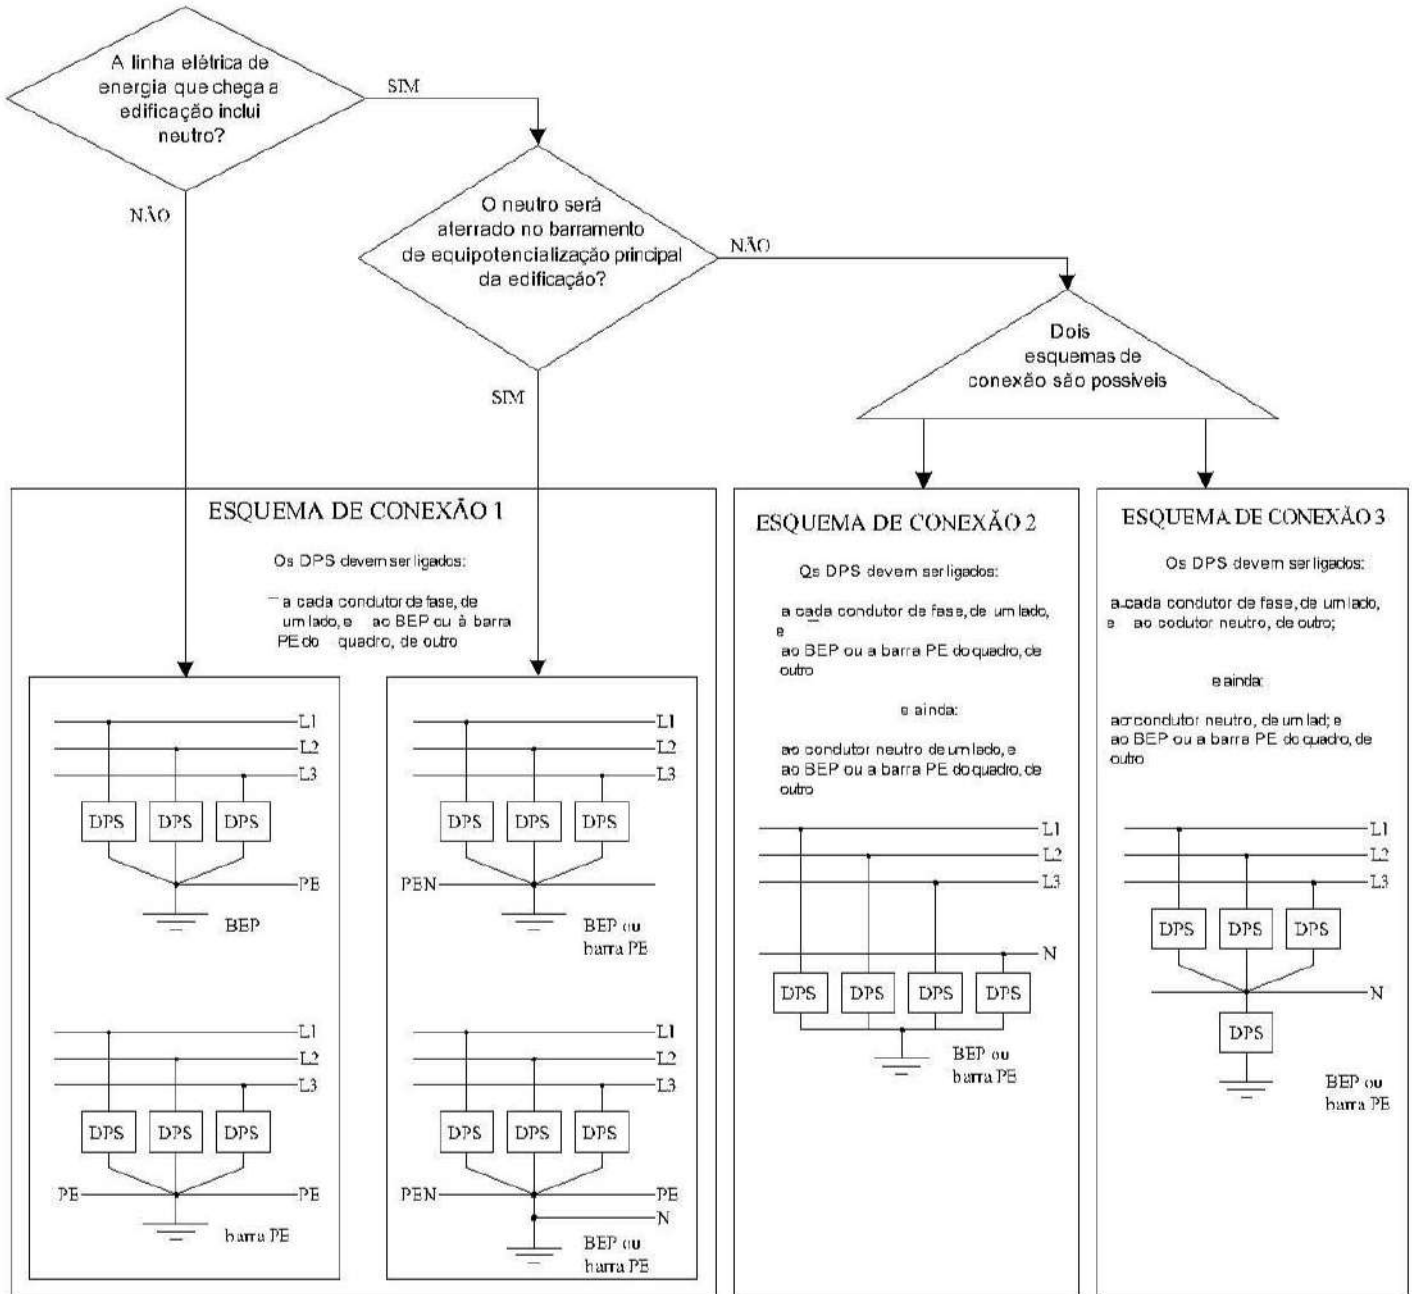 A linha elétrica de
energia que chega a
edificação inclui
neutro?
SIM
NÃO
O neutro será
aterrado no barramento
de equipotencialização principal
da edificação?
NÃO
SIM
Dois
esquemas de
conexão são possiveis
ESQUEMA DE CONEXÃO 1
Os DPS devem ser ligados:
– a cada condutor de fase, de
um lado, e ao BEP ou à barra
PE do quadro, de outro
L1
L2
L3
DPS DPS DPS
PE
BEP
L1
L2
L3
DPS DPS DPS
PE PE
barra PE
L1
L2
L3
DPS DPS DPS
PEN
BEP ou
barra PE
L1
L2
L3
DPS DPS DPS
PEN PE
N
BEP ou
barra PE
ESQUEMA DE CONEXÃO 2
Os DPS devem ser ligados:
a cada condutor de fase, de um lado,
e
ao BEP ou a barra PE do quadro, de
outro
e ainda:
ao condutor neutro de um lado, e
ao BEP ou a barra PE do quadro, de
outro
L1
L2
L3
N
DPS DPS DPS DPS
BEP ou
barra PE
ESQUEMA DE CONEXÃO 3
Os DPS devem ser ligados:
a cada condutor de fase, de um lado,
e ao codutor neutro, de outro;
e ainda:
ao condutor neutro, de um lad; e
ao BEP ou a barra PE do quadro, de
outro
L1
L2
L3
DPS DPS DPS
N
DPS
BEP ou
barra PE